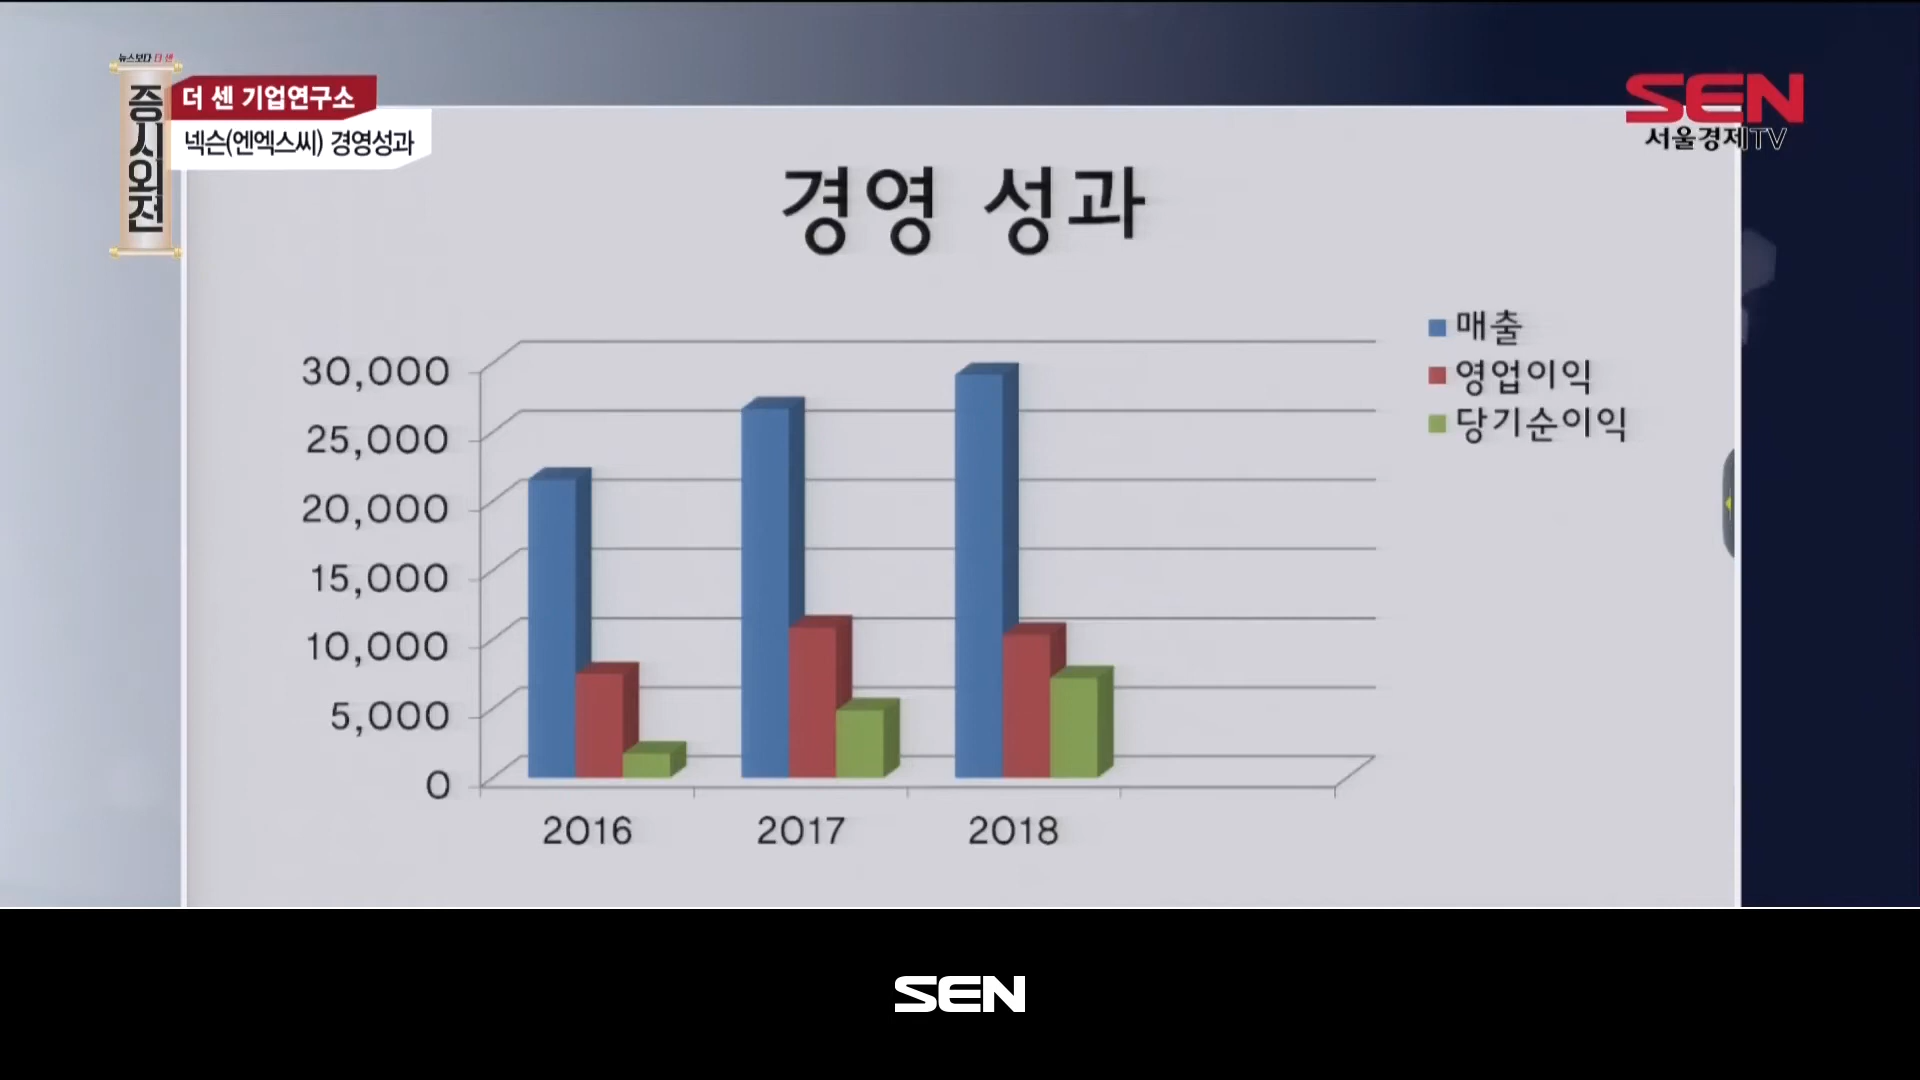 뉴스보다 더 센
증시외전
더 센 기업연구소
넥슨(엔엑스씨) 경영성과
SEN
서울경제TV
경영 성과
매출
영업이익
당기순이익
30,000
25,000
20,000
15,000
10,000
5,000
0
2016 2017 2018
SEN